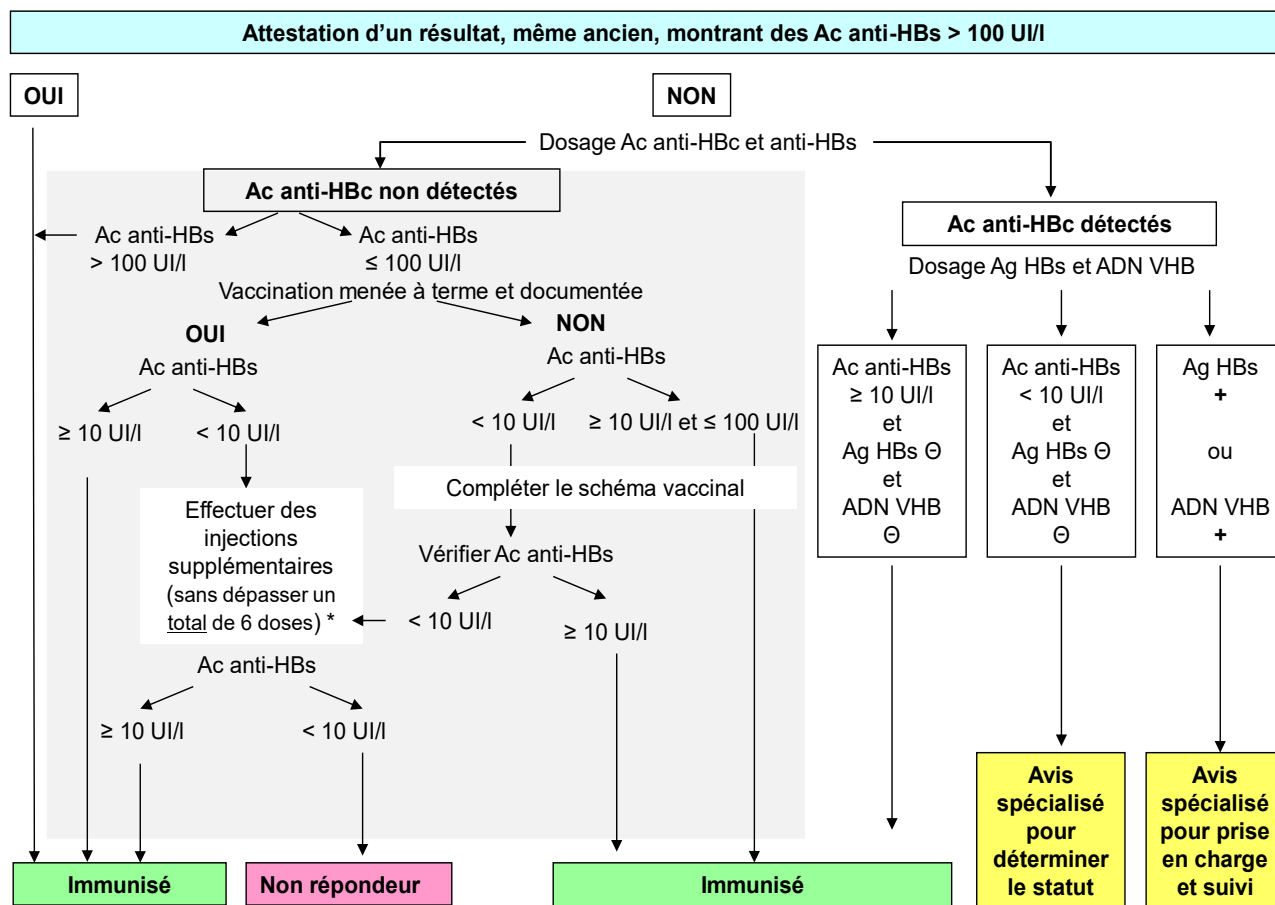 Attestation d'un résultat, même ancien, montrant des Ac anti-HBs > 100 UI/l
OUI
NON
Dosage Ac anti-HBc et anti-HBs
Ac anti-HBc non détectés
Ac anti-HBs
> 100 UI/l
Ac anti-HBs
≤ 100 UI/l
Vaccination menée à terme et documentée
OUI
Ac anti-HBs
≥ 10 UI/l
< 10 UI/l
Effectuer des
injections
supplémentaires
(sans dépasser un
total de 6 doses) *
Ac anti-HBs
≥ 10 UI/l
< 10 UI/l
NON
Ac anti-HBs
< 10 UI/l
≥ 10 UI/l et ≤ 100 UI/l
Compléter le schéma vaccinal
Vérifier Ac anti-HBs
< 10 UI/l
≥ 10 UI/l
Ac anti-HBc détectés
Dosage Ag HBs et ADN VHB
Ac anti-HBs
≥ 10 UI/l
et
Ag HBs Θ
et
ADN VHB
Θ
Ac anti-HBs
< 10 UI/l
et
Ag HBs Θ
et
ADN VHB
Θ
Ag HBs
+
ou
ADN VHB
+
Immunisé
Non répondeur
Immunisé
Avis
spécialisé
pour
déterminer
le statut
Avis
spécialisé
pour prise
en charge
et suivi